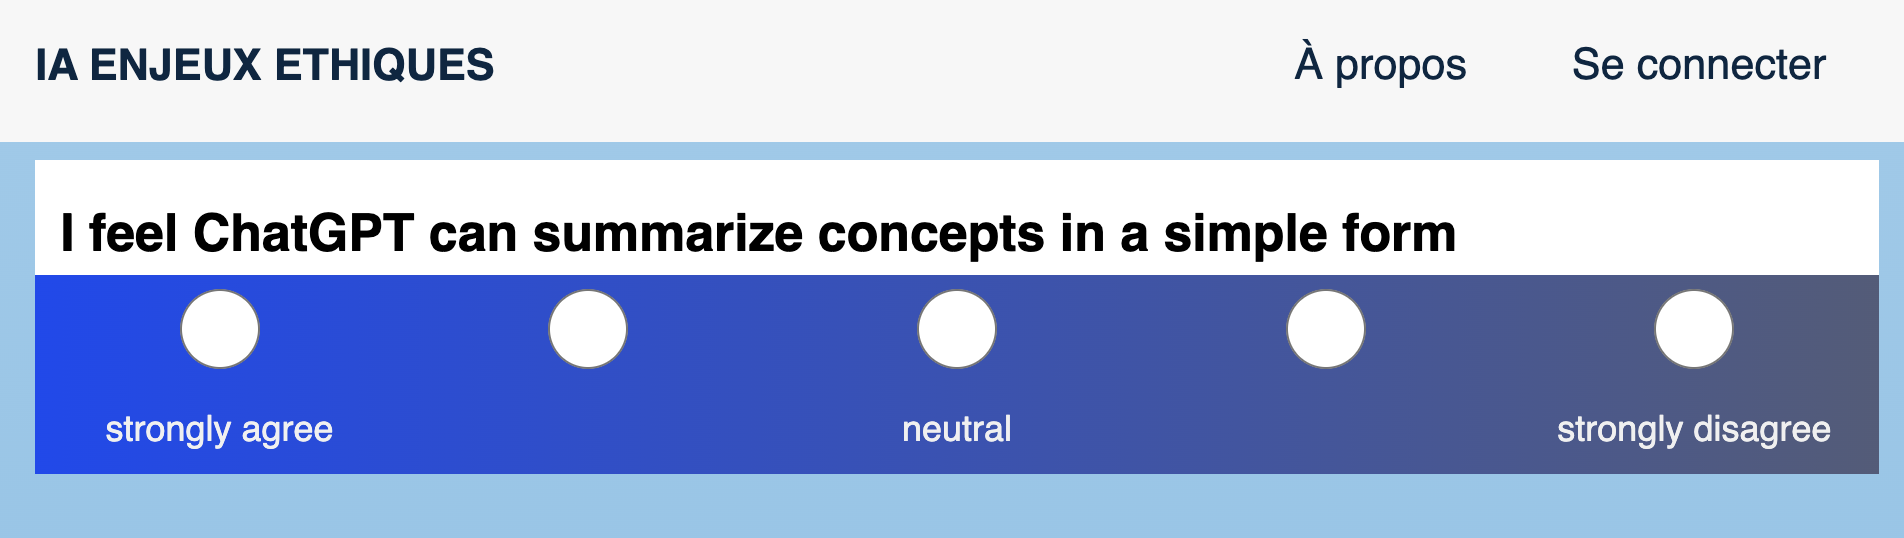 IA ENJEUX ETHIQUES À propos Se connecter
I feel ChatGPT can summarize concepts in a simple form
strongly agree neutral strongly disagree